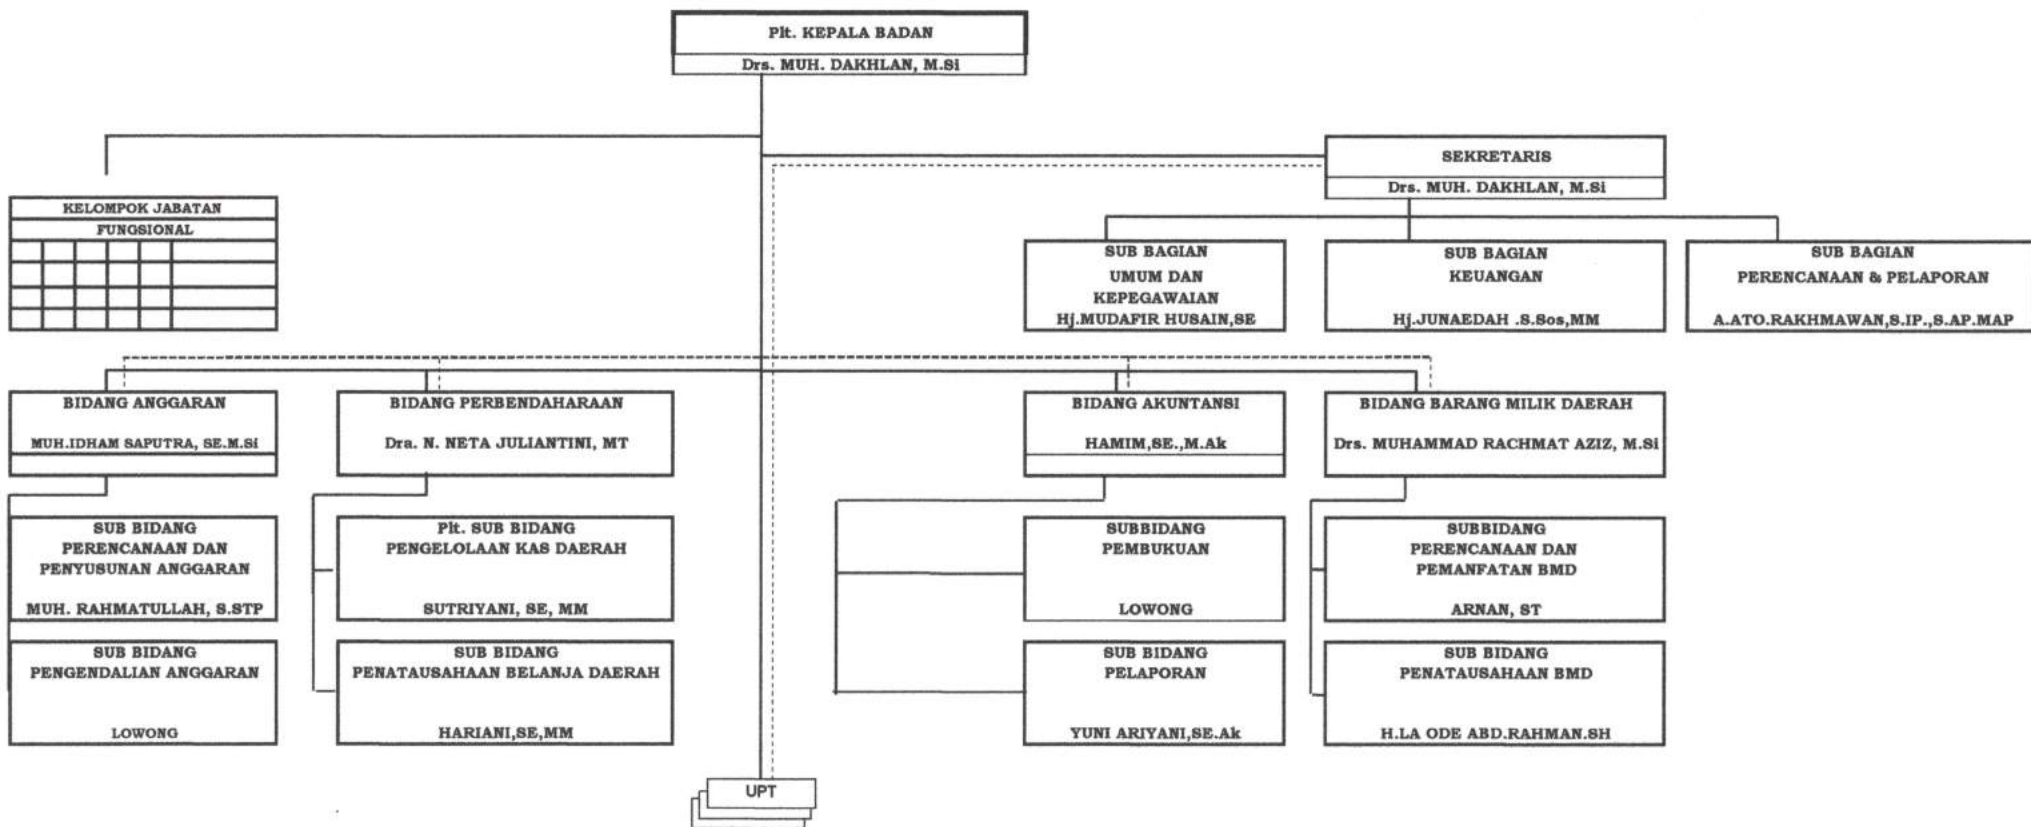 Plt. KEPALA BADAN
Drs. MUH. DAKHLAN, M.Si
SEKRETARIS
Drs. MUH. DAKHLAN, M.Si
KELOMPOK JABATAN
FUNGSIONAL
SUB BAGIAN
UMUM DAN
KEPEGAWAIAN
Hj.MUDAFIR HUSAIN,SE
SUB BAGIAN
KEUANGAN
Hj.JUNAEDAH .S.Sos,MM
SUB BAGIAN
PERENCANAAN & PELAPORAN
A.ATO.RAKHMAWAN,S.IP.,S.AP.MAP
BIDANG ANGGARAN
MUH.IDHAM SAPUTRA, SE.M.Si
BIDANG PERBENDAHARAAN
Dra. N. NETA JULIANTINI, MT
BIDANG AKUNTANSI
HAMIM,SE.,M.Ak
BIDANG BARANG MILIK DAERAH
Drs. MUHAMMAD RACHMAT AZIZ, M.Si
SUB BIDANG
PERENCANAAN DAN
PENYUSUNAN ANGGARAN
MUH. RAHMATULLAH, S.STP
Plt. SUB BIDANG
PENGELOLAAN KAS DAERAH
SUTRIYANI, SE, MM
SUBBIDANG
PEMBUKUAN
LOWONG
SUBBIDANG
PERENCANAAN DAN
PEMANFATAN BMD
ARNAN, ST
SUB BIDANG
PENGENDALIAN ANGGARAN
LOWONG
SUB BIDANG
PENATAUSAHAAN BELANJA DAERAH
HARIANI,SE,MM
SUB BIDANG
PELAPORAN
YUNI ARIYANI,SE.Ak
SUB BIDANG
PENATAUSAHAAN BMD
H.LA ODE ABD.RAHMAN.SH
UPT